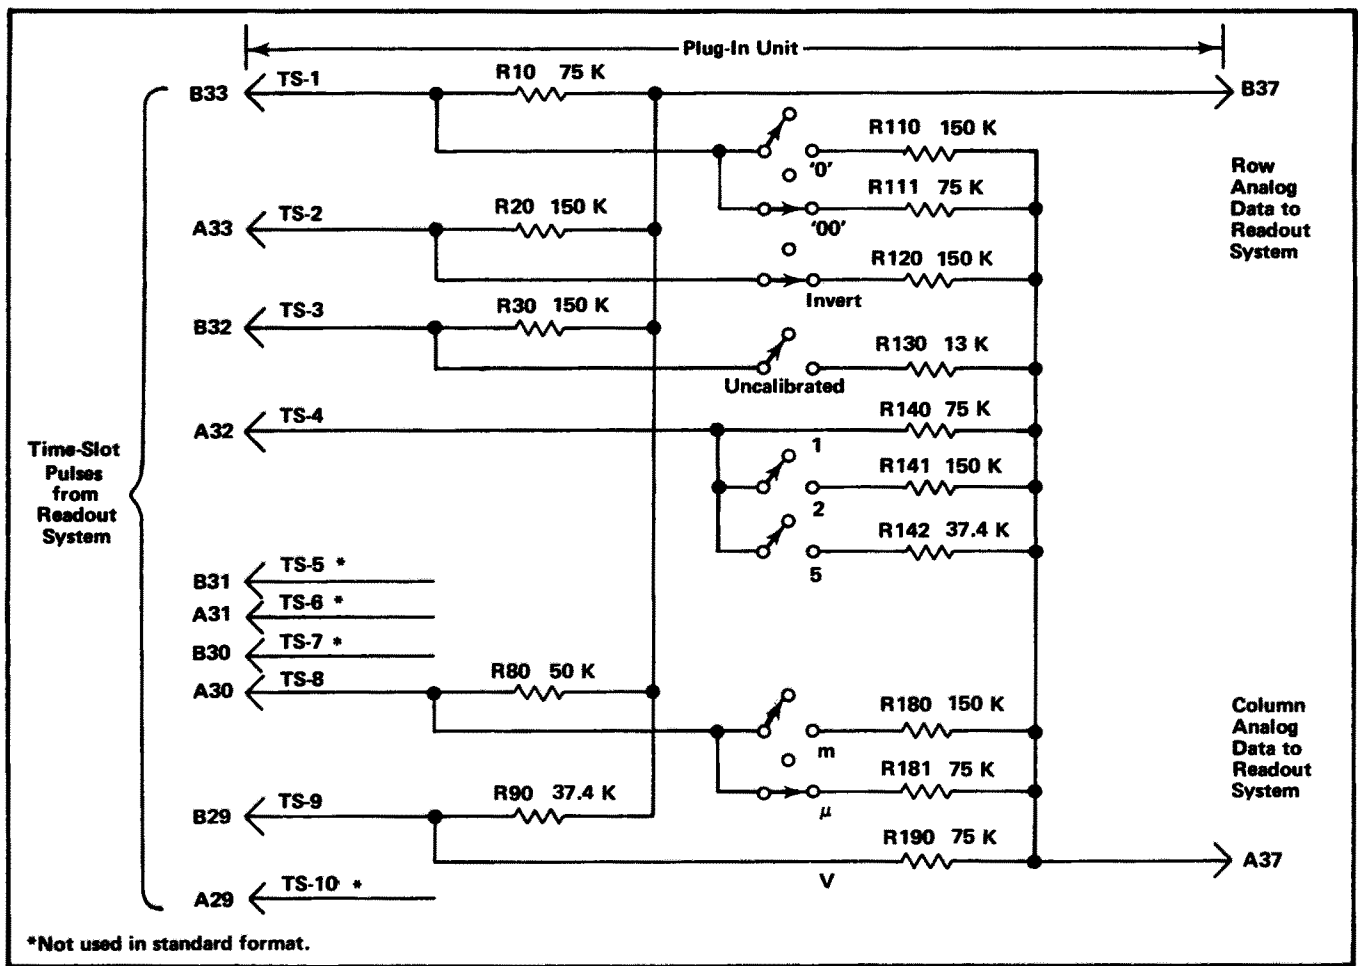 Plug-In Unit
B33 TS-1 R10 75 K B37
R110 150 K
'0'
Row
Analog
Data to
Readout
System
R111 75 K
'00'
A33 TS-2 R20 150 K
R120 150 K
Invert
B32 TS-3 R30 150 K
R130 13 K
Uncalibrated
A32 TS-4 R140 75 K
1
Time-Slot
Pulses
from
Readout
System
R141 150 K
2
R142 37.4 K
5
B31 TS-5 *
A31 TS-6 *
B30 TS-7 *
A30 TS-8 R80 50 K
R180 150 K
m
Column
Analog
Data to
Readout
System
R181 75 K
μ
B29 TS-9 R90 37.4 K
R190 75 K
V
A37
A29 TS-10 *
*Not used in standard format.